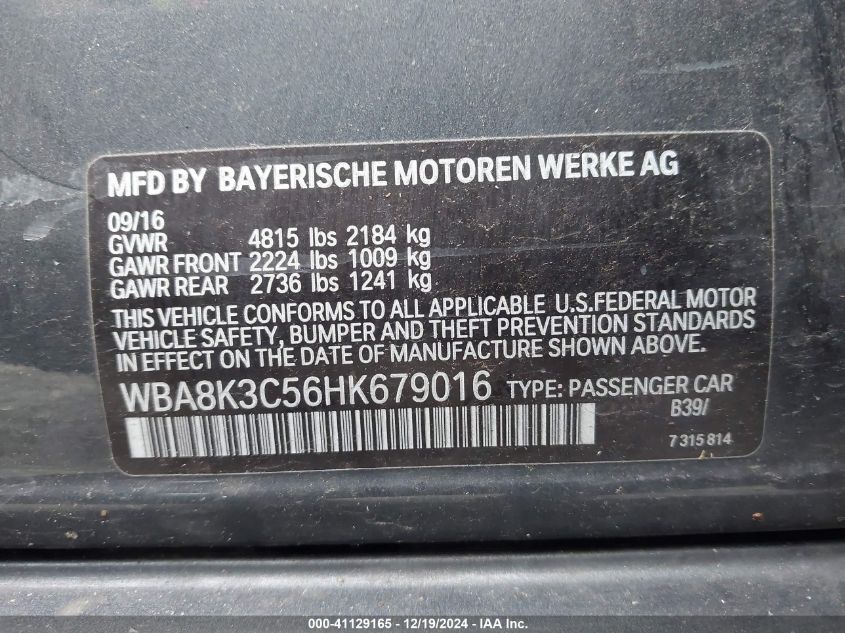 MFD BY BAYERISCHE MOTOREN WERKE AG
09/16
GVWR 4815 lbs 2184 kg
GAWR FRONT 2224 lbs 1009 kg
GAWR REAR 2736 lbs 1241 kg
THIS VEHICLE CONFORMS TO ALL APPLICABLE U.S.FEDERAL MOTOR
VEHICLE SAFETY, BUMPER AND THEFT PREVENTION STANDARDS
IN EFFECT ON THE DATE OF MANUFACTURE SHOWN ABOVE.
WBA8K3C56HK679016 TYPE: PASSENGER CAR
B39/
7 315 814
000-41129165 - 12/19/2024 - IAA Inc.